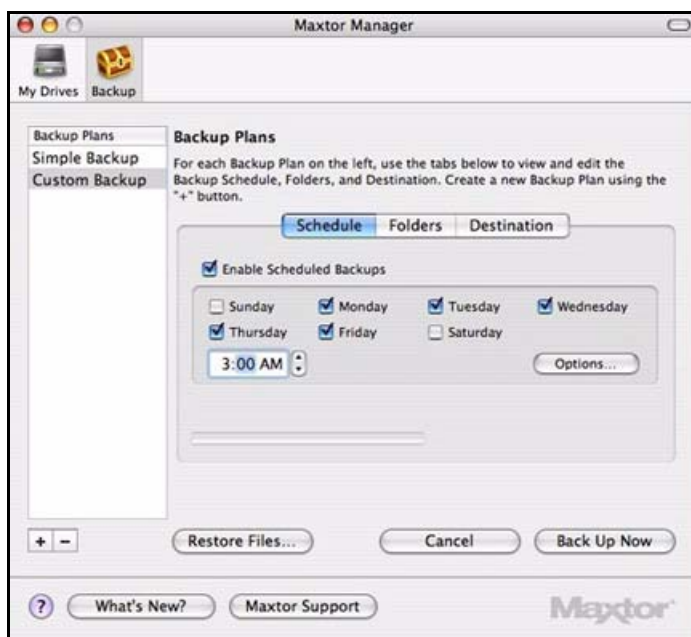 Maxtor Manager
My Drives Backup
Backup Plans
Simple Backup
Custom Backup
Backup Plans
For each Backup Plan on the left, use the tabs below to view and edit the
Backup Schedule, Folders, and Destination. Create a new Backup Plan using the
"+" button.
Schedule Folders Destination
Enable Scheduled Backups
Sunday Monday Tuesday Wednesday
Thursday Friday Saturday
3:00 AM Options...
+ - Restore Files... Cancel Back Up Now
? What's New? Maxtor Support Maxtor